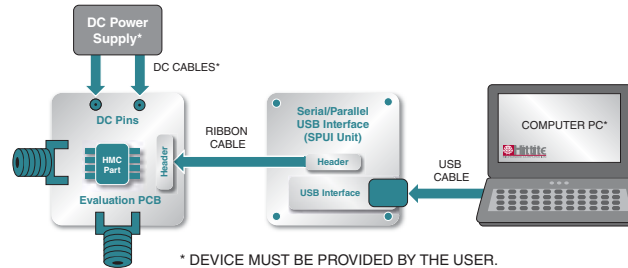 DC Power
Supply*
DC CABLES*
DC Pins
HMC
Part
Header
Evaluation PCB
RIBBON
CABLE
Serial/Parallel
USB Interface
(SPUI Unit)
Header
USB Interface
USB
CABLE
COMPUTER PC*
Hittite
* DEVICE MUST BE PROVIDED BY THE USER.